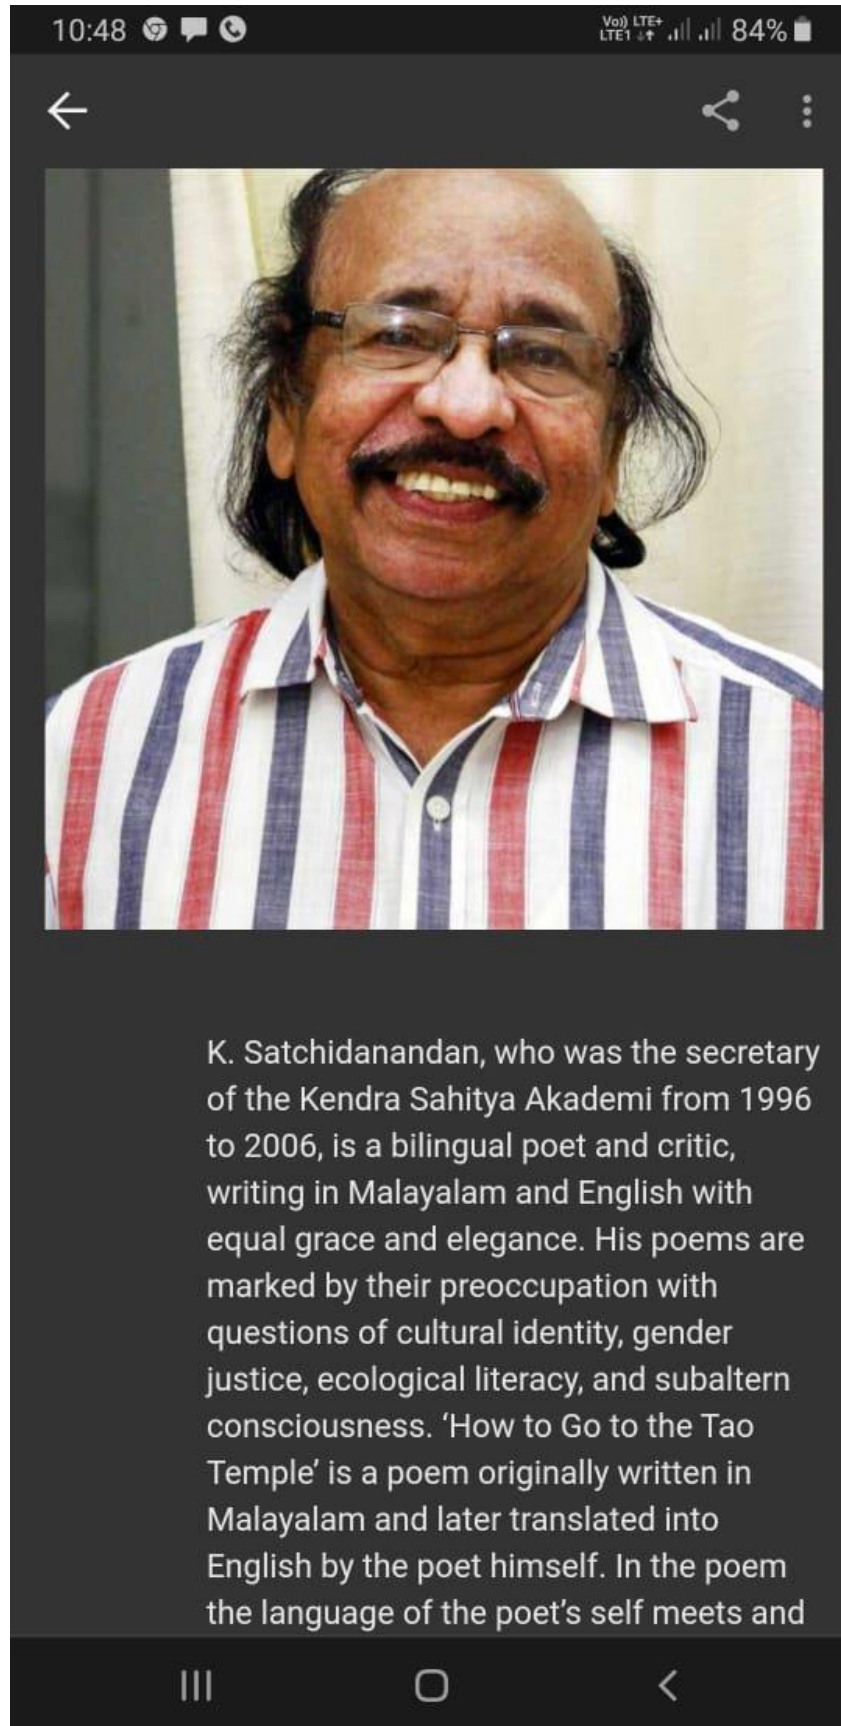 10:48 Vo)) LTE+ 84%
LTE1
K. Satchidanandan, who was the secretary
of the Kendra Sahitya Akademi from 1996
to 2006, is a bilingual poet and critic,
writing in Malayalam and English with
equal grace and elegance. His poems are
marked by their preoccupation with
questions of cultural identity, gender
justice, ecological literacy, and subaltern
consciousness. ‘How to Go to the Tao
Temple’ is a poem originally written in
Malayalam and later translated into
English by the poet himself. In the poem
the language of the poet’s self meets and